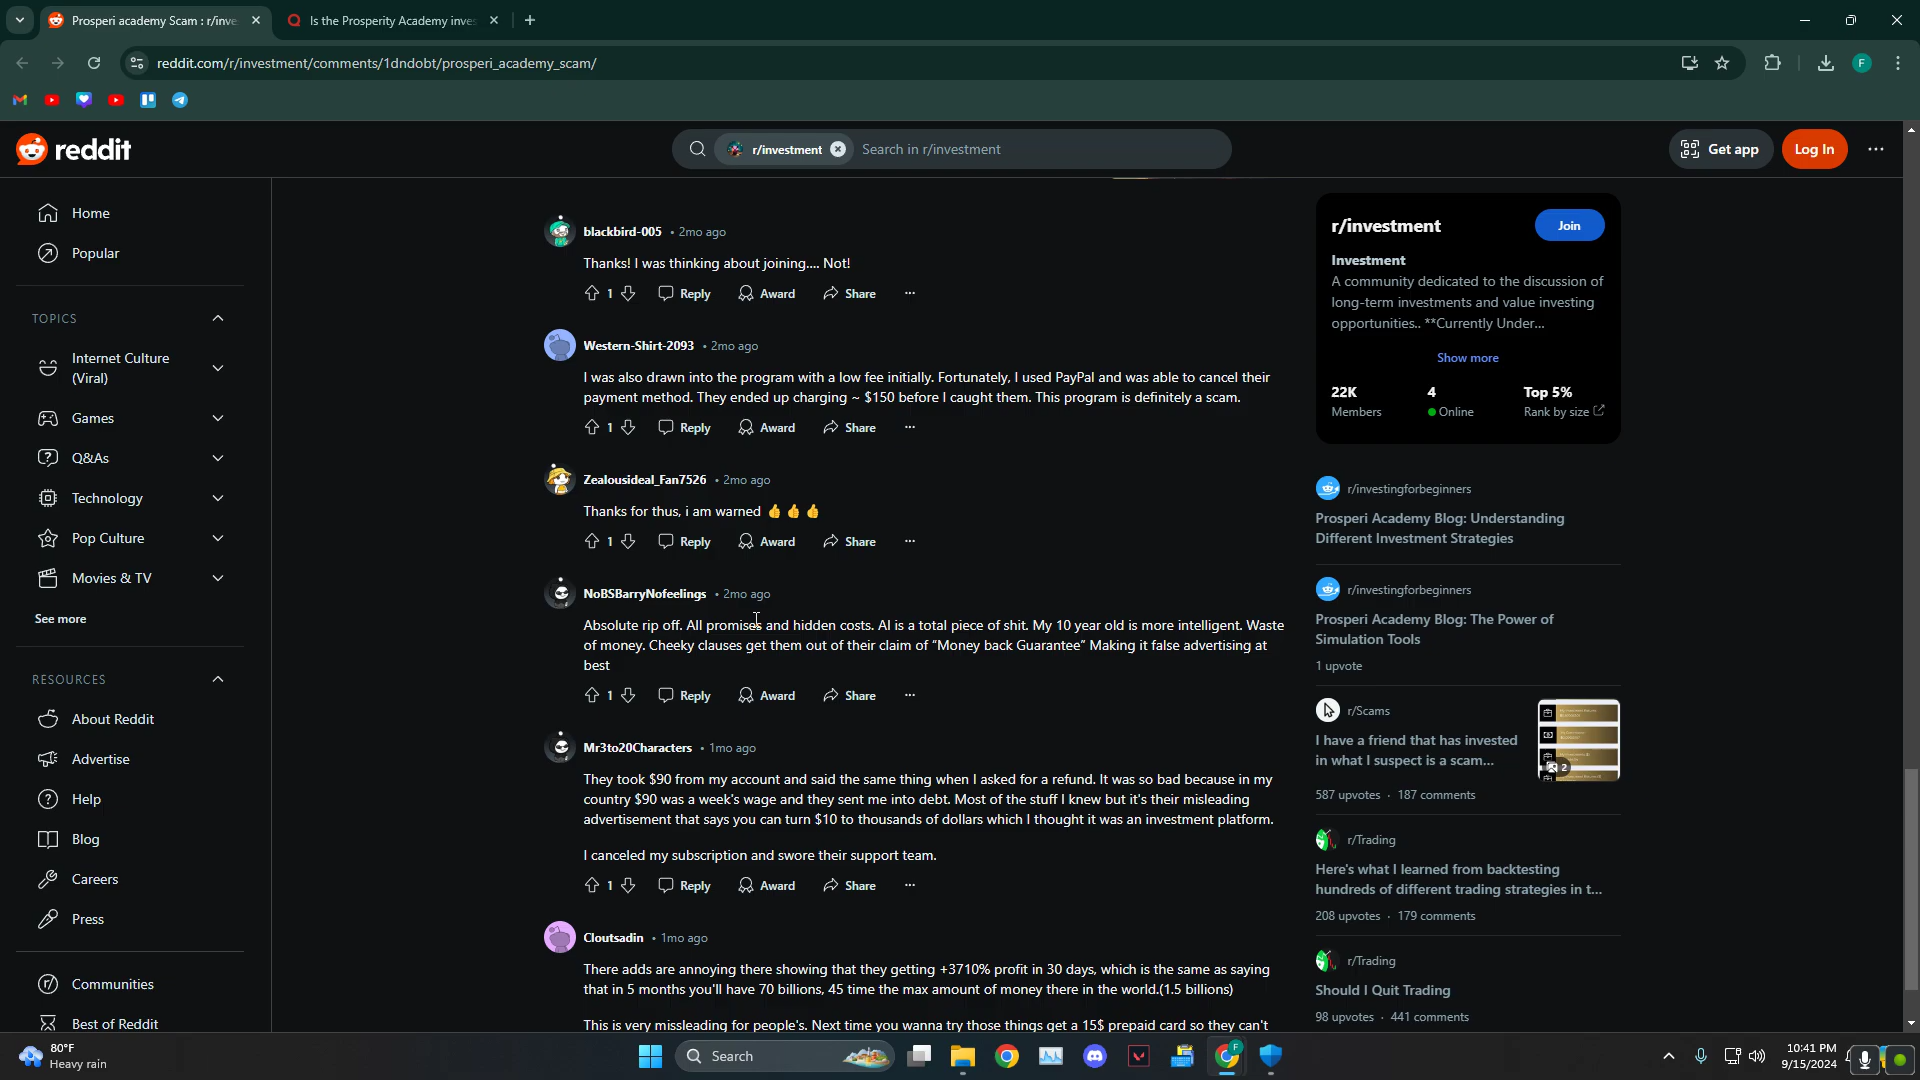 Prosperi academy Scam : r/inve
Is the Prosperity Academy inves
reddit.com/r/investment/comments/1dndobt/prosperi_academy_scam/
F
reddit
r/investment
Search in r/investment
Get app
Log In
Home
Popular
TOPICS
Internet Culture
(Viral)
Games
Q&As
Technology
Pop Culture
Movies & TV
See more
RESOURCES
About Reddit
Advertise
Help
Blog
Careers
Press
Communities
Best of Reddit
blackbird-005 • 2mo ago
Thanks! I was thinking about joining.... Not!
1 Reply Award Share
Western-Shirt-2093 • 2mo ago
I was also drawn into the program with a low fee initially. Fortunately, I used PayPal and was able to cancel their
payment method. They ended up charging ~ $150 before I caught them. This program is definitely a scam.
1 Reply Award Share
Zealousideal_Fan7526 • 2mo ago
Thanks for thus, i am warned 👍 👍 👍
1 Reply Award Share
NoBSBarryNofeelings • 2mo ago
Absolute rip off. All promises and hidden costs. AI is a total piece of shit. My 10 year old is more intelligent. Waste
of money. Cheeky clauses get them out of their claim of “Money back Guarantee” Making it false advertising at
best
1 Reply Award Share
Mr3to20Characters • 1mo ago
They took $90 from my account and said the same thing when I asked for a refund. It was so bad because in my
country $90 was a week's wage and they sent me into debt. Most of the stuff I knew but it's their misleading
advertisement that says you can turn $10 to thousands of dollars which I thought it was an investment platform.
I canceled my subscription and swore their support team.
1 Reply Award Share
Cloutsadin • 1mo ago
There adds are annoying there showing that they getting +3710% profit in 30 days, which is the same as saying
that in 5 months you'll have 70 billions, 45 time the max amount of money there in the world.(1.5 billions)
This is very missleading for people's. Next time you wanna try those things get a 15$ prepaid card so they can't
r/investment
Join
Investment
A community dedicated to the discussion of
long-term investments and value investing
opportunities.. **Currently Under...
Show more
22K 4 Top 5%
Members Online Rank by size
r/investingforbeginners
Prosperi Academy Blog: Understanding
Different Investment Strategies
r/investingforbeginners
Prosperi Academy Blog: The Power of
Simulation Tools
1 upvote
r/Scams
I have a friend that has invested
in what I suspect is a scam...
2
587 upvotes · 187 comments
r/Trading
Here's what I learned from backtesting
hundreds of different trading strategies in t...
208 upvotes · 179 comments
r/Trading
Should I Quit Trading
98 upvotes · 441 comments
80°F
Heavy rain
Search
F
10:41 PM
9/15/2024